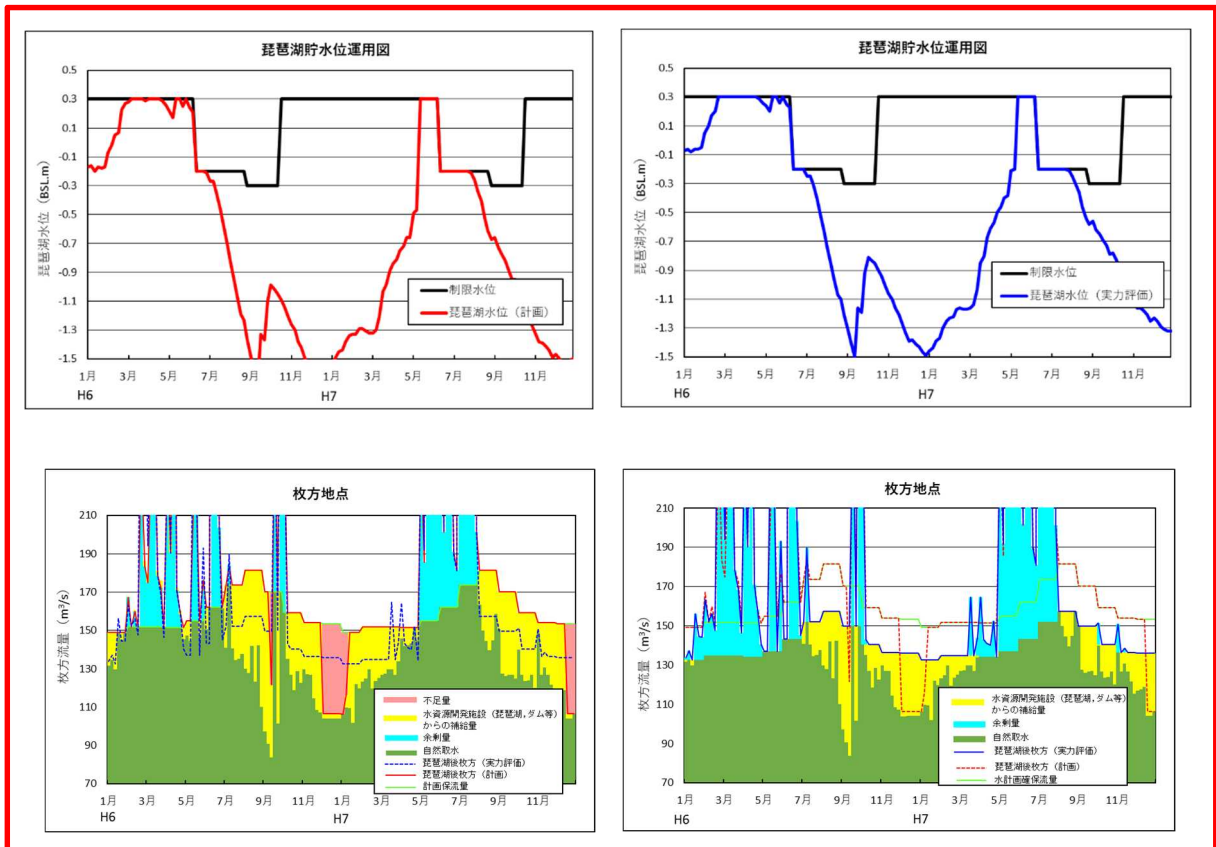 琵琶湖貯水位運用図
0.5
0.3
0.1
-0.1
-0.3
-0.5
-0.7
-0.9
-1.1
-1.3
-1.5
琵琶湖水位（BSL.m）
制限水位
琵琶湖水位（計画）
1月 3月 5月 7月 9月 11月 1月 3月 5月 7月 9月 11月
H6 H7
琵琶湖貯水位運用図
0.5
0.3
0.1
-0.1
-0.3
-0.5
-0.7
-0.9
-1.1
-1.3
-1.5
琵琶湖水位（BSL.m）
制限水位
琵琶湖水位（実力評価）
1月 3月 5月 7月 9月 11月 1月 3月 5月 7月 9月 11月
H6 H7
枚方地点
210
190
170
150
130
110
90
70
枚方流量（m³/s）
不足量
水資源開発施設（琵琶湖,ダム等）
からの補給量
余剰量
自然取水
琵琶湖後枚方（実力評価）
琵琶湖後枚方（計画）
計画確保流量
1月 3月 5月 7月 9月 11月 1月 3月 5月 7月 9月 11月
H6 H7
枚方地点
210
190
170
150
130
110
90
70
枚方流量（m³/s）
水資源開発施設（琵琶湖,ダム等）
からの補給量
余剰量
自然取水
琵琶湖後枚方（実力評価）
琵琶湖後枚方（計画）
水計画確保流量
1月 3月 5月 7月 9月 11月 1月 3月 5月 7月 9月 11月
H6 H7